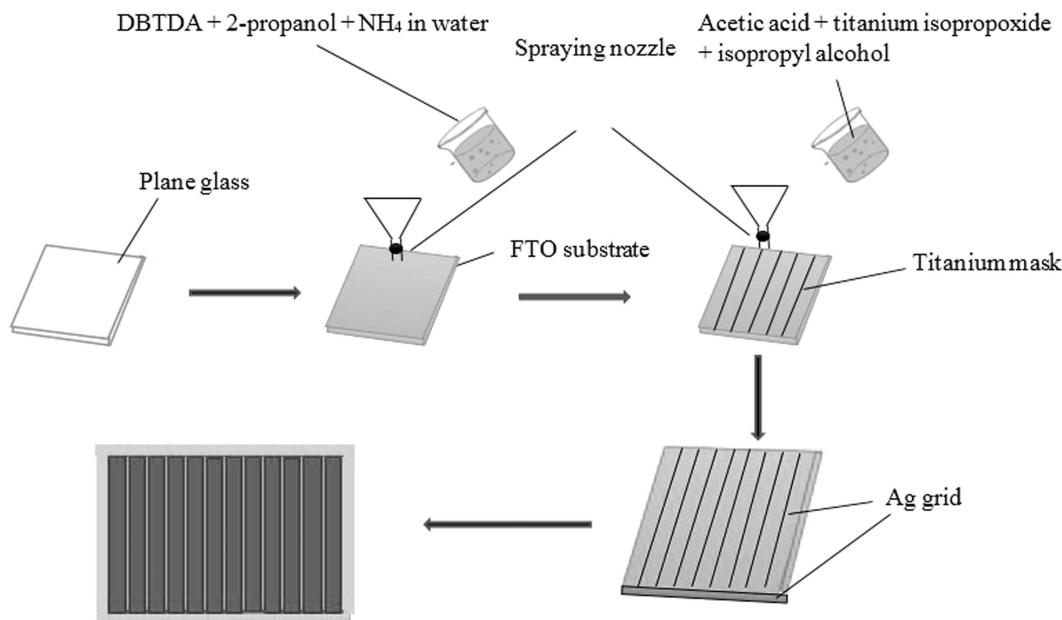 DBTDA + 2-propanol + NH₄ in water
Spraying nozzle
Acetic acid + titanium isopropoxide
+ isopropyl alcohol
Plane glass
FTO substrate
Titanium mask
Ag grid